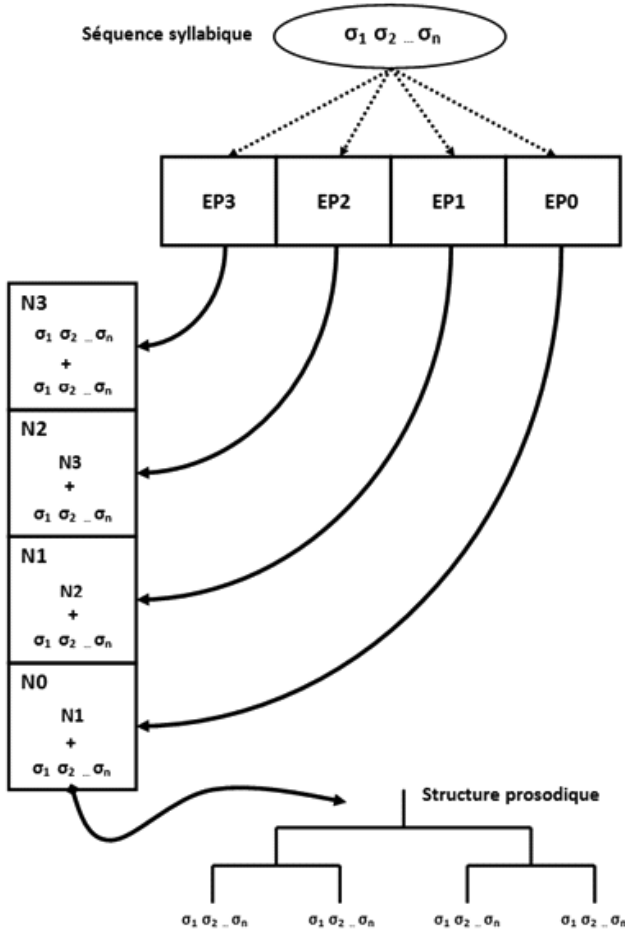 Séquence syllabique
σ₁ σ₂ … σₙ
EP3 EP2 EP1 EP0
N3
σ₁ σ₂ … σₙ
+
σ₁ σ₂ … σₙ
N2
N3
+
σ₁ σ₂ … σₙ
N1
N2
+
σ₁ σ₂ … σₙ
N0
N1
+
σ₁ σ₂ … σₙ
Structure prosodique
σ₁ σ₂ … σₙ σ₁ σ₂ … σₙ σ₁ σ₂ … σₙ σ₁ σ₂ … σₙ